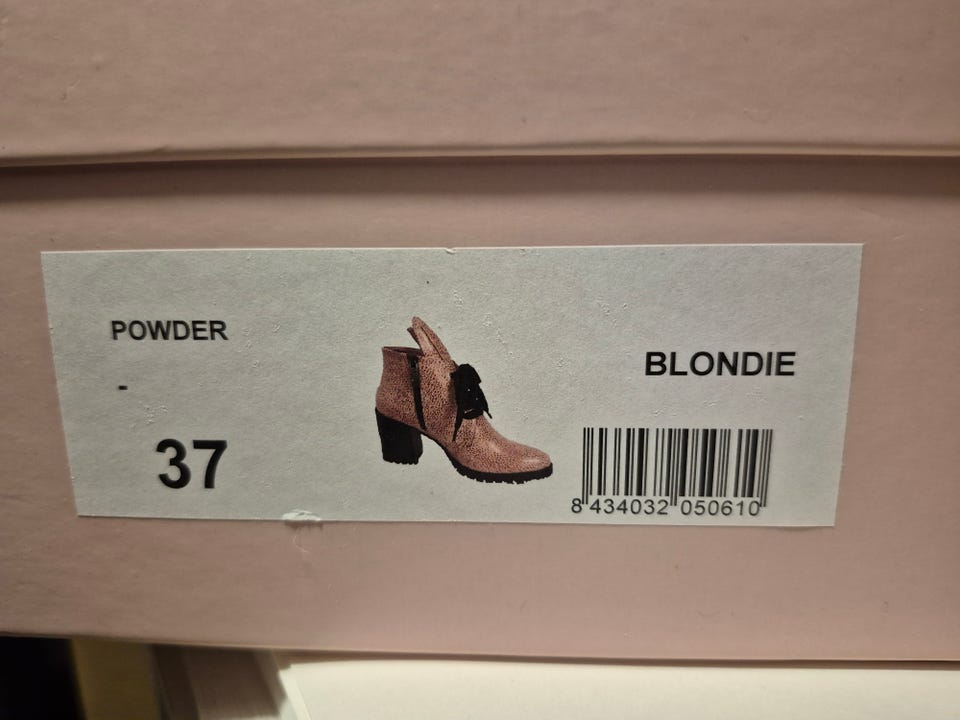 POWDER
-
37
BLONDIE
8 434032 050610